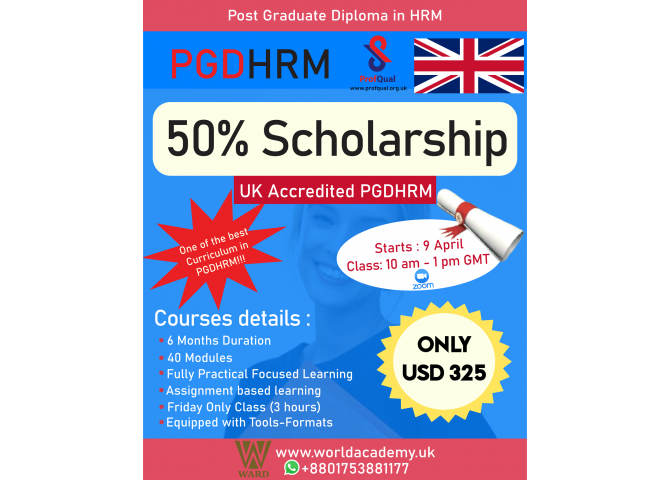 Post Graduate Diploma in HRM
PGDHRM
ProfQual
www.profqual.org.uk
50% Scholarship
UK Accredited PGDHRM
One of the best
Curriculum in
PGDHRM!!!
Starts : 9 April
Class: 10 am - 1 pm GMT
zoom
Courses details :
6 Months Duration
40 Modules
Fully Practical Focused Learning
Assignment based learning
Friday Only Class (3 hours)
Equipped with Tools-Formats
ONLY
USD 325
WARD
www.worldacademy.uk
+8801753881177